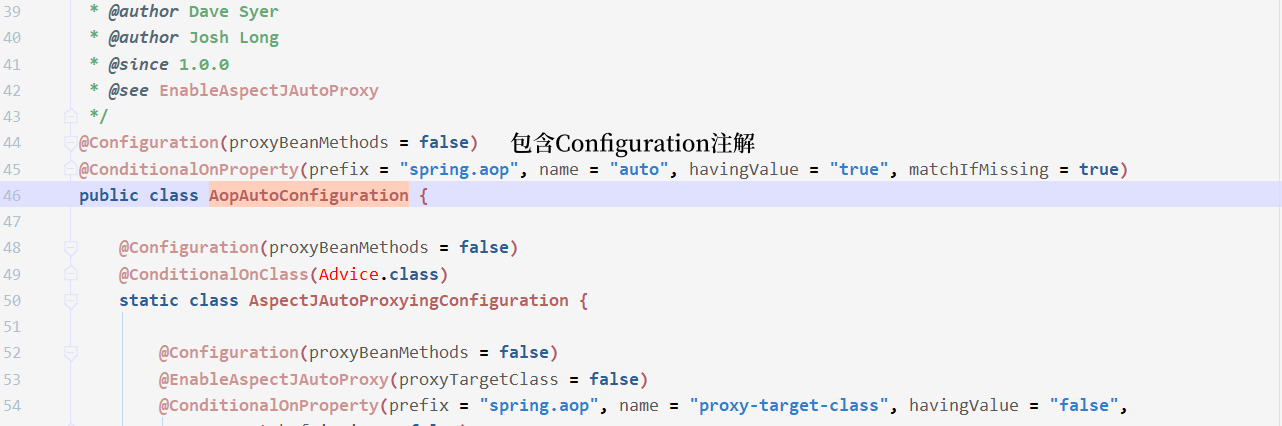 39 * @author Dave Syer
40 * @author Josh Long
41 * @since 1.0.0
42 * @see EnableAspectJAutoProxy
43 */
44 @Configuration(proxyBeanMethods = false) 包含Configuration注解
45 @ConditionalOnProperty(prefix = "spring.aop", name = "auto", havingValue = "true", matchIfMissing = true)
46 public class AopAutoConfiguration {
47
48 @Configuration(proxyBeanMethods = false)
49 @ConditionalOnClass(Advice.class)
50 static class AspectJAutoProxyingConfiguration {
51
52 @Configuration(proxyBeanMethods = false)
53 @EnableAspectJAutoProxy(proxyTargetClass = false)
54 @ConditionalOnProperty(prefix = "spring.aop", name = "proxy-target-class", havingValue = "false",